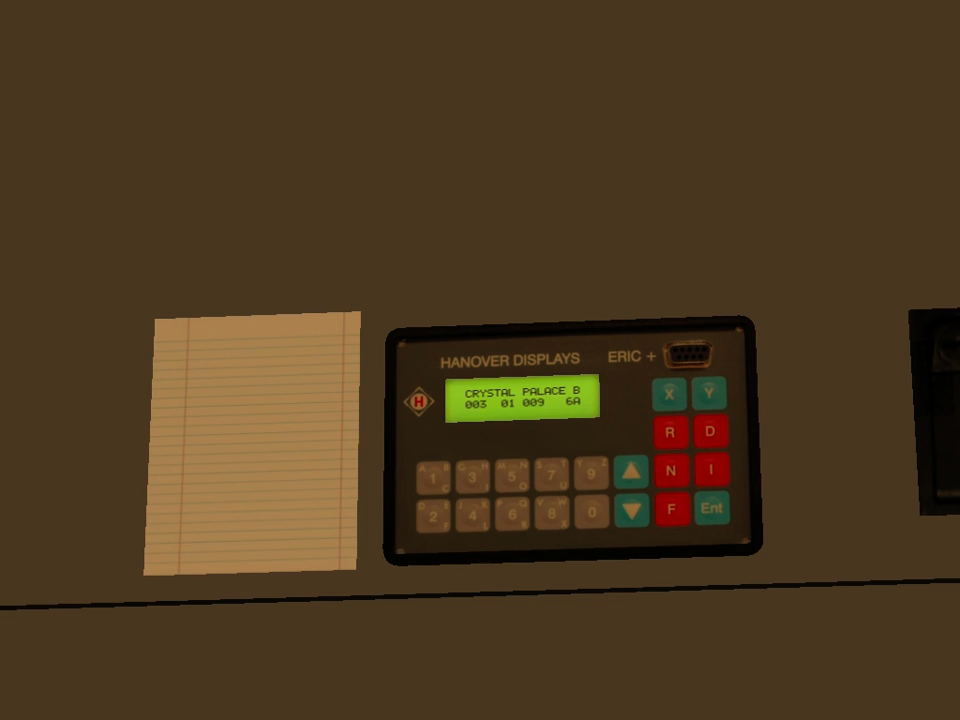 HANOVER DISPLAYS ERIC +
H
CRYSTAL PALACE B
003 01 009 6A
X Y
R D
A B 1 C G H 3 I M N 5 O S T 7 U Y Z 9 N I
D E 2 F J K 4 L P Q 6 R V W 8 X 0 F Ent